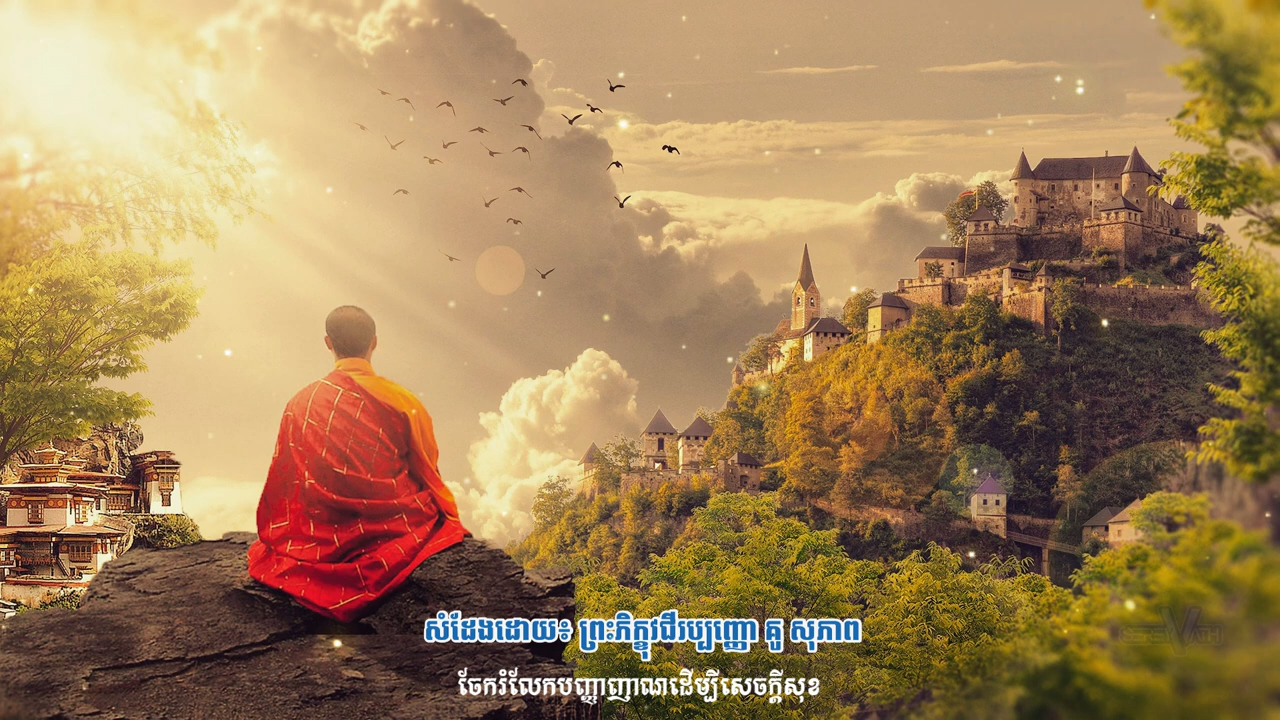 សំដែងដោយ៖ ព្រះភិក្ខុវជីរប្បញ្ញោ គូ សុភាព
ចែករំលែកបញ្ញាញាណដើម្បីសេចក្ដីសុខ